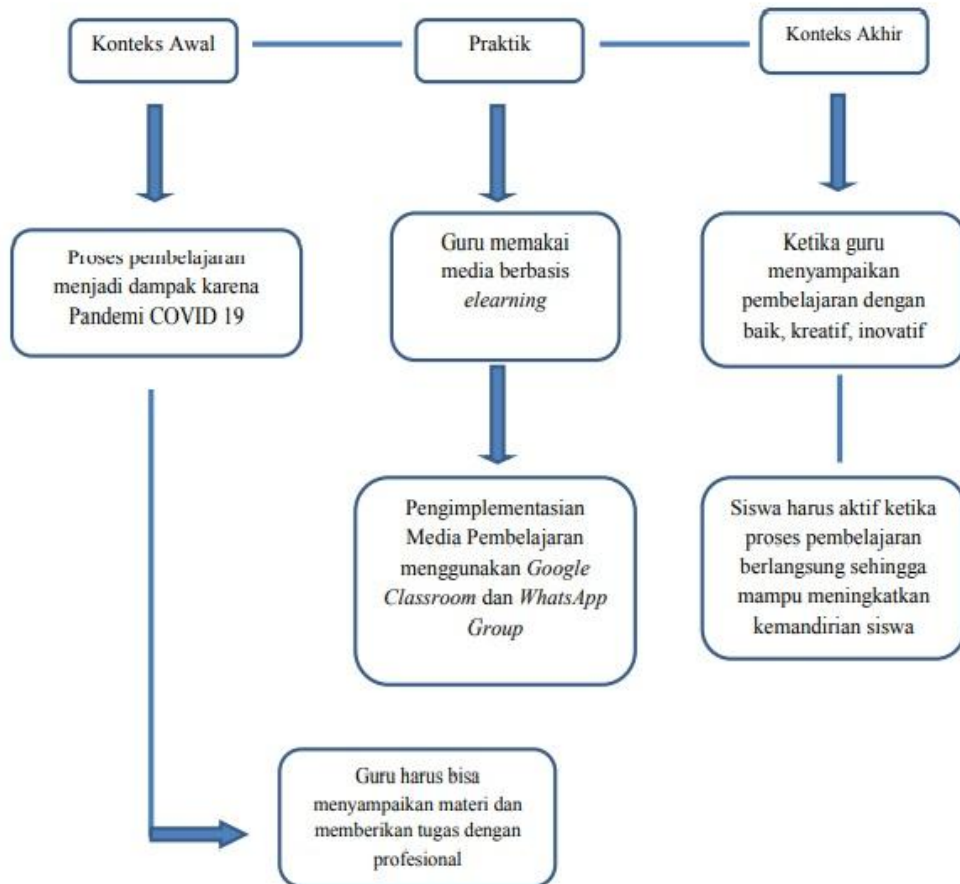 Konteks Awal
Praktik
Konteks Akhir
Proses pembelajaran
menjadi dampak karena
Pandemi COVID 19
Guru memakai
media berbasis
elearning
Ketika guru
menyampaikan
pembelajaran dengan
baik, kreatif, inovatif
Pengimplementasian
Media Pembelajaran
menggunakan Google
Classroom dan WhatsApp
Group
Siswa harus aktif ketika
proses pembelajaran
berlangsung sehingga
mampu meningkatkan
kemandirian siswa
Guru harus bisa
menyampaikan materi dan
memberikan tugas dengan
profesional